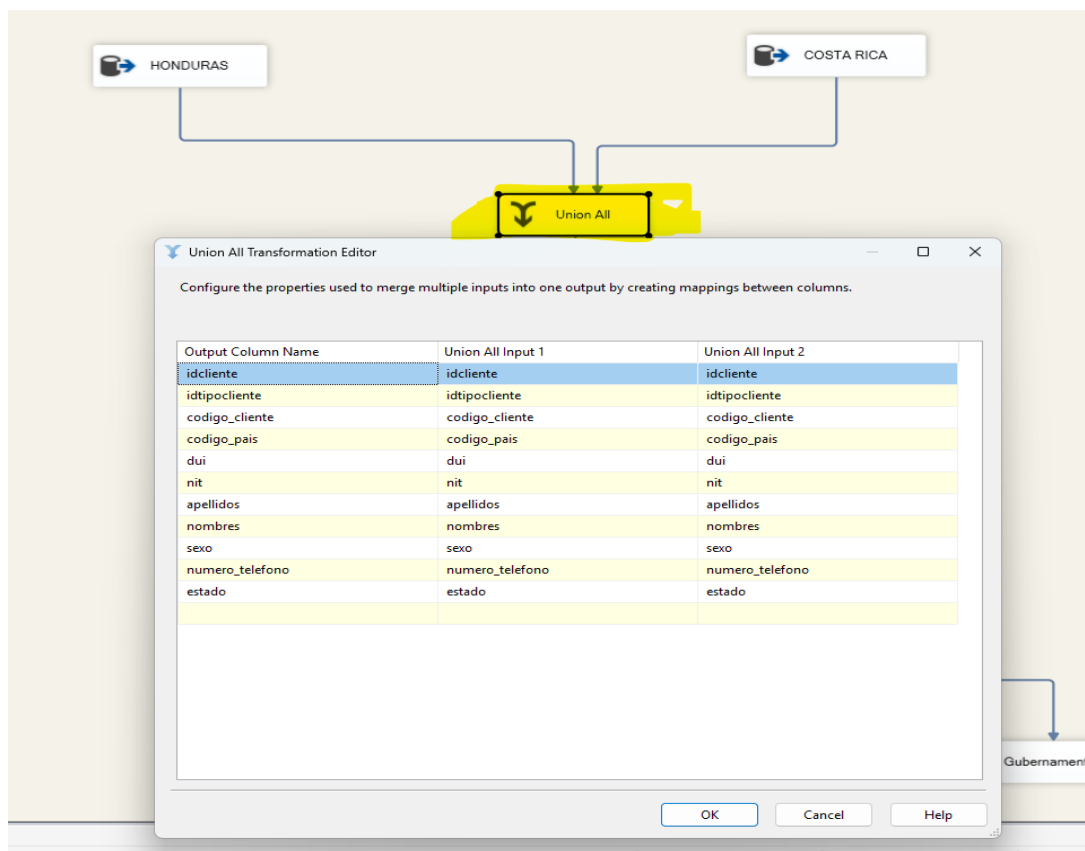 HONDURAS
COSTA RICA
Union All
Union All Transformation Editor
Configure the properties used to merge multiple inputs into one output by creating mappings between columns.
Output Column Name Union All Input 1 Union All Input 2
idcliente idcliente idcliente
idtipocliente idtipocliente idtipocliente
codigo_cliente codigo_cliente codigo_cliente
codigo_pais codigo_pais codigo_pais
dui dui dui
nit nit nit
apellidos apellidos apellidos
nombres nombres nombres
sexo sexo sexo
numero_telefono numero_telefono numero_telefono
estado estado estado
Gubernament
OK Cancel Help